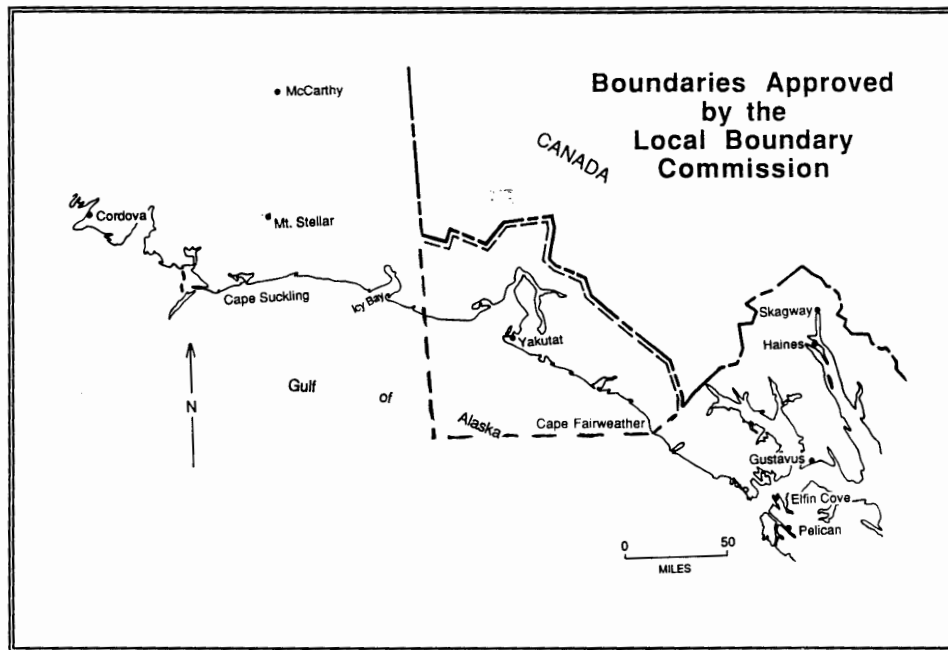 Boundaries Approved
by the
Local Boundary
Commission
McCarthy
CANADA
Cordova
Mt. Stellar
Cape Suckling
Icy Bay
Skagway
Haines
Yakutat
N
Gulf
of
Alaska
Cape Fairweather
Gustavus
Elfin Cove
Pelican
0
50
MILES